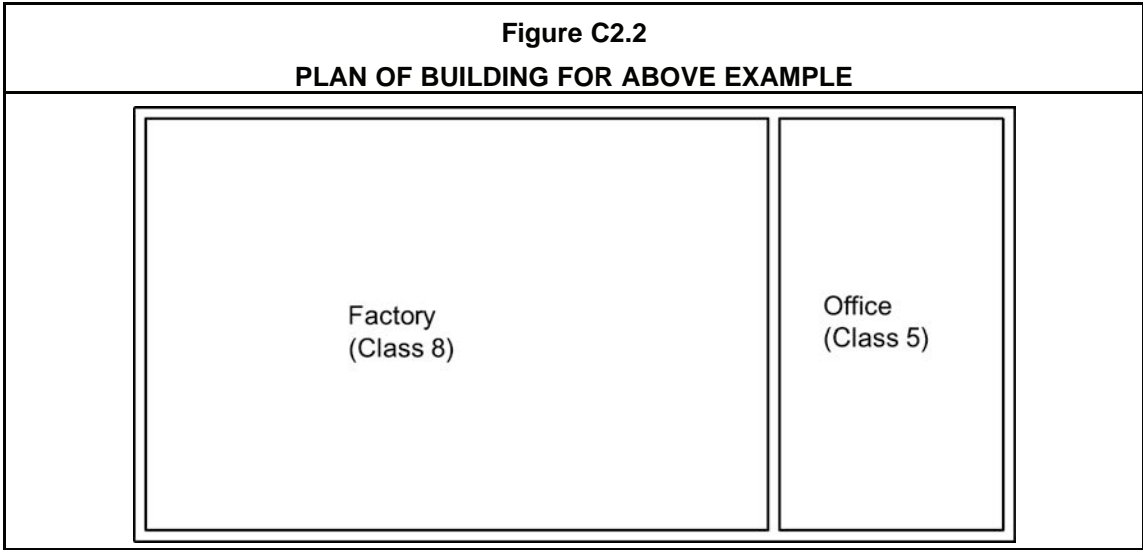 Figure C2.2
PLAN OF BUILDING FOR ABOVE EXAMPLE
Factory
(Class 8)
Office
(Class 5)